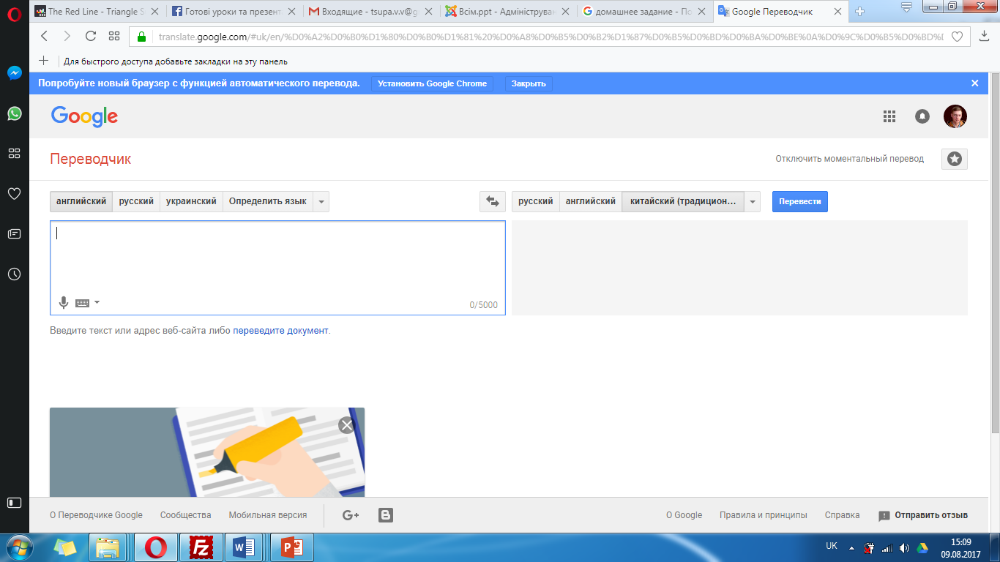 The Red Line - Triangle S
Готові уроки та презент
Входящие - tsupa.v.v@g
Всім.ppt - Адмініструван
домашнее задание - По
Google Переводчик
translate.google.com/#uk/en/%D0%A2%D0%B0%D1%80%D0%B0%D1%81%20%D0%A8%D0%B5%D0%B2%D1%87%D0%B5%D0%BD%D0%BA%D0%BE%0A%D0%9C%D0%B5%D0%BD%D
Для быстрого доступа добавьте закладки на эту панель
Попробуйте новый браузер с функцией автоматического перевода. Установить Google Chrome Закрыть
Google
Переводчик
Отключить моментальный перевод
английский русский украинский Определить язык
русский английский китайский (традицион… Перевести
0/5000
Введите текст или адрес веб-сайта либо переведите документ.
О Переводчике Google Сообщества Мобильная версия G+ О Google Правила и принципы Справка Отправить отзыв
UK
15:09
09.08.2017